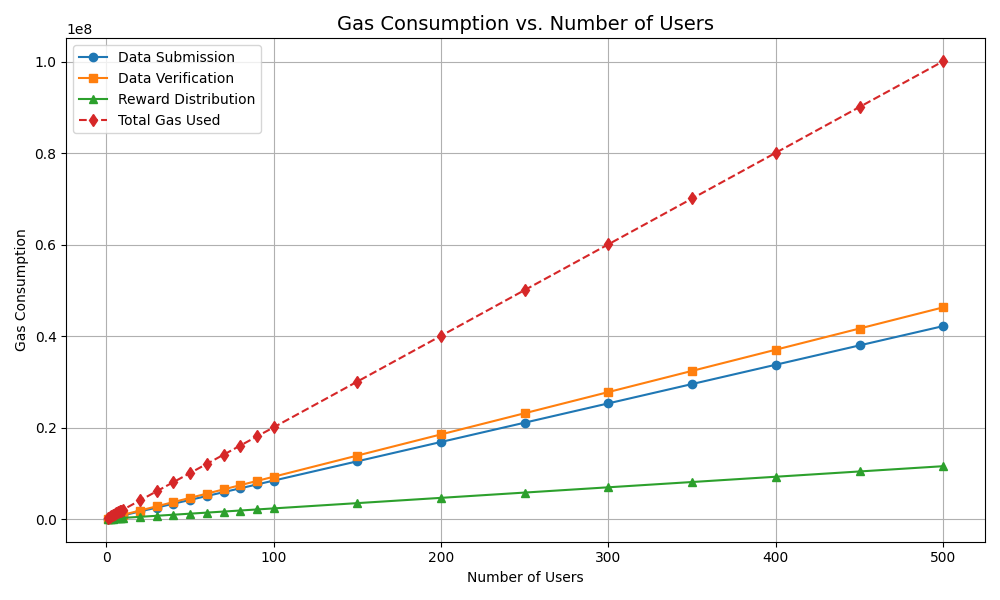 Gas Consumption vs. Number of Users
1e8
Data Submission
Data Verification
Reward Distribution
Total Gas Used
Gas Consumption
1.0
0.8
0.6
0.4
0.2
0.0
0 100 200 300 400 500
Number of Users